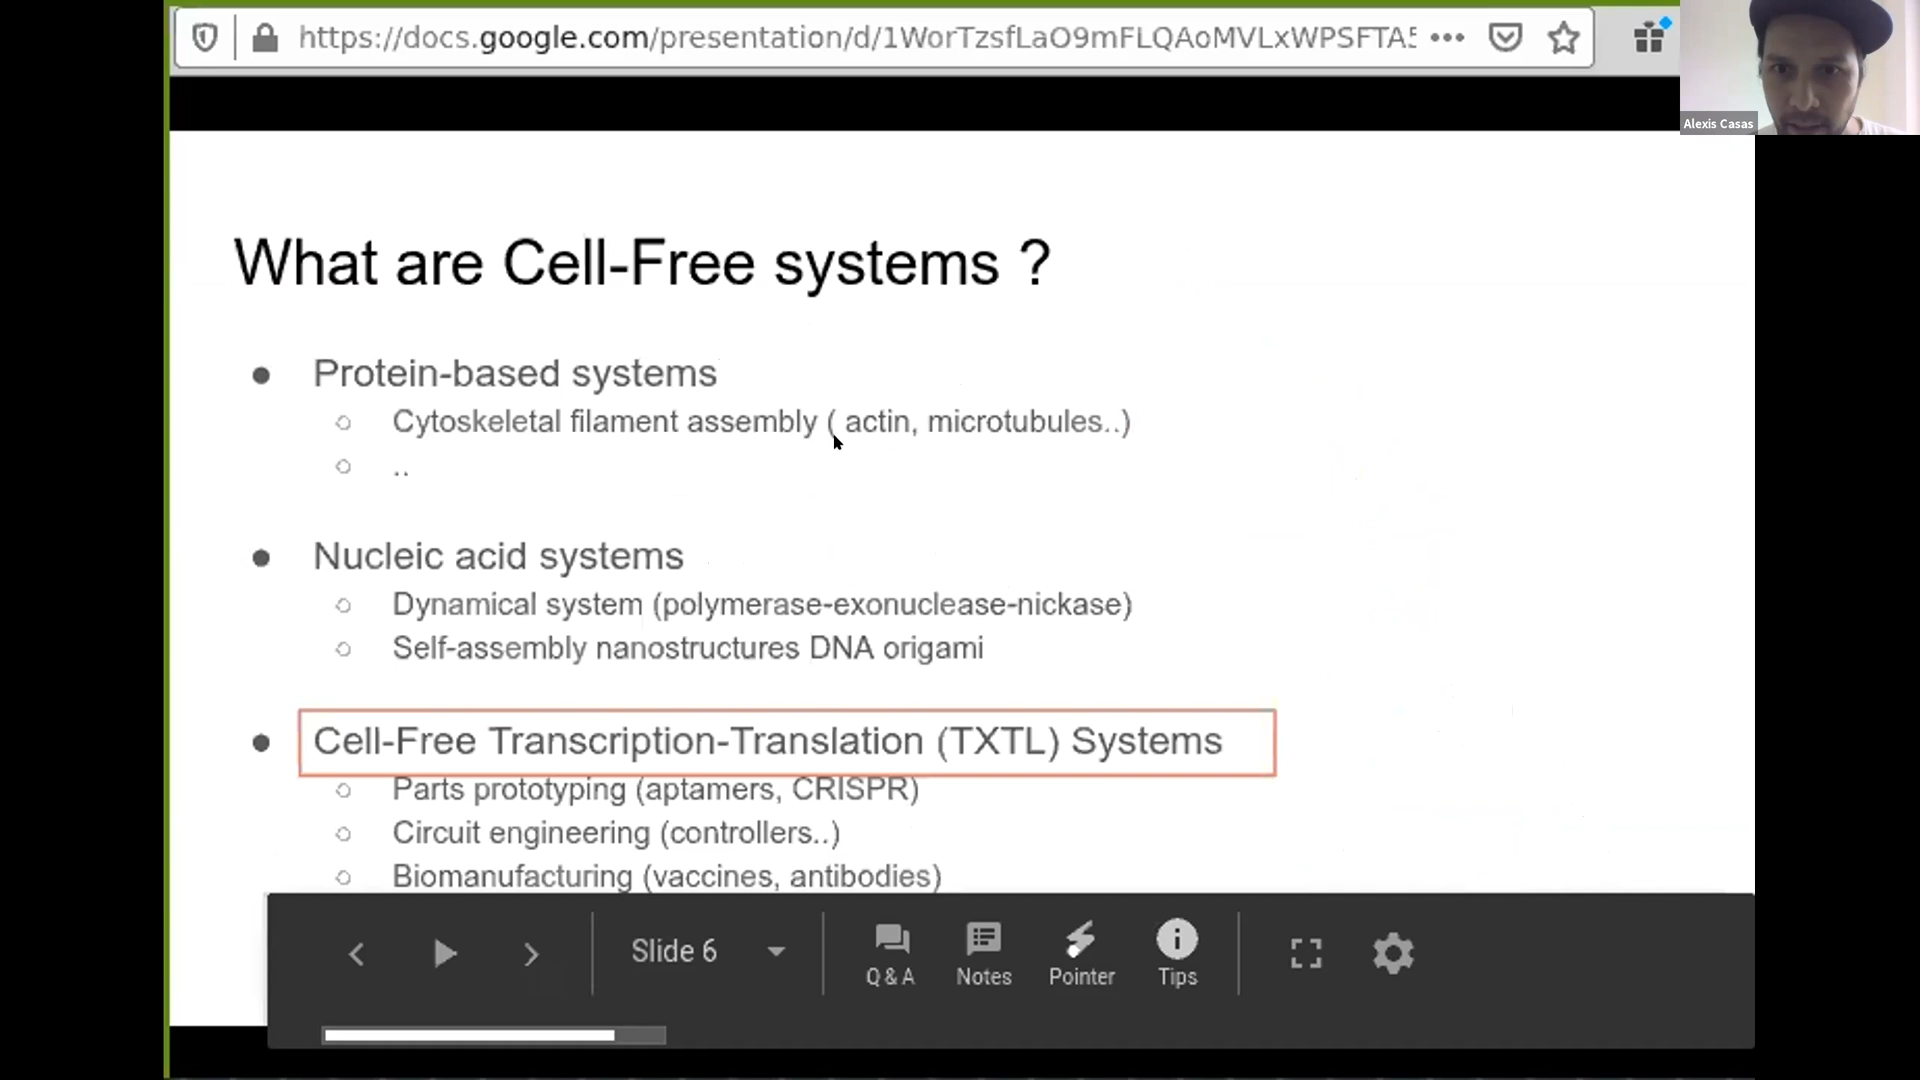 https://docs.google.com/presentation/d/1WorTzsfLaO9mFLQAoMVLxWPSFTA5
Alexis Casas
What are Cell-Free systems ?
● Protein-based systems
○ Cytoskeletal filament assembly ( actin, microtubules..)
○ ..
● Nucleic acid systems
○ Dynamical system (polymerase-exonuclease-nickase)
○ Self-assembly nanostructures DNA origami
● Cell-Free Transcription-Translation (TXTL) Systems
○ Parts prototyping (aptamers, CRISPR)
○ Circuit engineering (controllers..)
○ Biomanufacturing (vaccines, antibodies)
Slide 6
Q & A Notes Pointer Tips